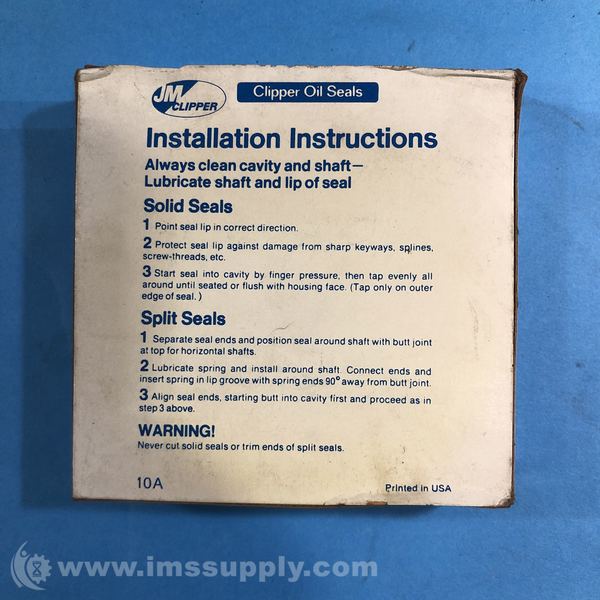 JM CLIPPER
Clipper Oil Seals
Installation Instructions
Always clean cavity and shaft—
Lubricate shaft and lip of seal
Solid Seals
1 Point seal lip in correct direction.
2 Protect seal lip against damage from sharp keyways, splines,
screw-threads, etc.
3 Start seal into cavity by finger pressure, then tap evenly all
around until seated or flush with housing face. (Tap only on outer
edge of seal.)
Split Seals
1 Separate seal ends and position seal around shaft with butt joint
at top for horizontal shafts.
2 Lubricate spring and install around shaft. Connect ends and
insert spring in lip groove with spring ends 90° away from butt joint.
3 Align seal ends, starting butt into cavity first and proceed as in
step 3 above.
WARNING!
Never cut solid seals or trim ends of split seals.
10A
Printed in USA
www.imssupply.com